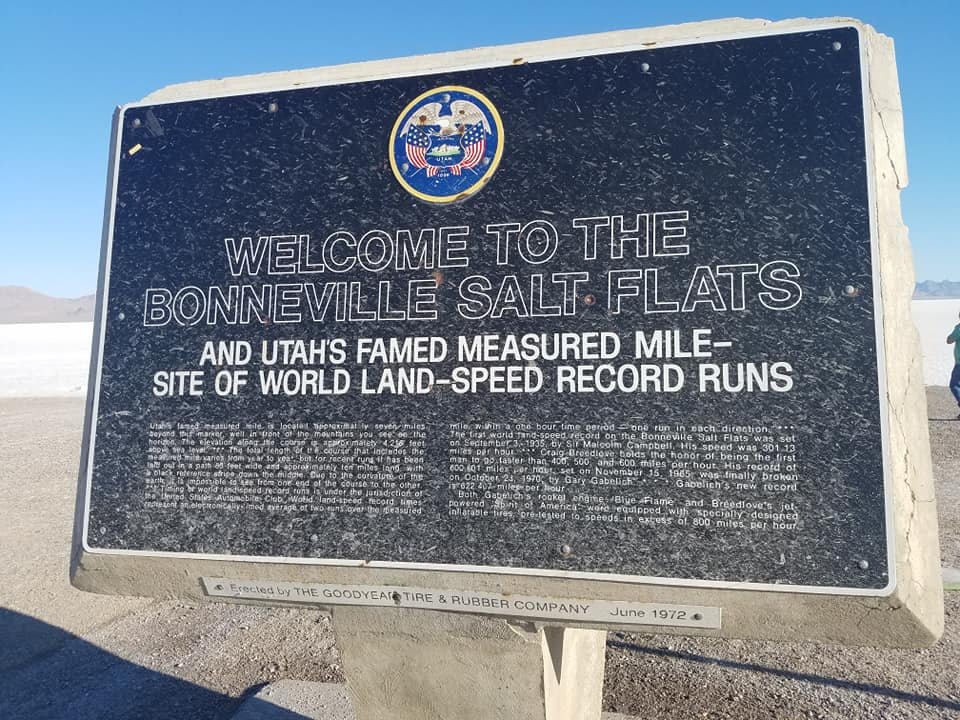 UTAH
WELCOME TO THE
BONNEVILLE SALT FLATS
AND UTAH'S FAMED MEASURED MILE–
SITE OF WORLD LAND–SPEED RECORD RUNS
Utah's famed measured mile is located approximatly seven miles
beyond this marker, well in front of the mountains you see on the
horizon. The elevation along the course is approximately feet
above sea level. *** The total length of the course that includes the
measured mile varies from year to year, but for recent runs it has been
laid out in a path 80 feet wide and approximately ten miles long, with
a black reference stripe down the middle. Due to the curvature of the
earth, it is impossible to see from one end of the course to the other.
*** Timing of world land-speed record runs is under the jurisdiction of
the United States Automobile Club. World land-speed record times
represent an electronically-timed average of two runs over the measured
mile, within a one hour time period — one run in each direction. ***
The first world land-speed record on the Bonneville Salt Flats was set
on September 3, 1935, by Sir Malcolm Campbell. His speed was 301.13
miles per hour. *** Craig Breedlove holds the honor of being the first
man to go faster than 400, 500, and 600 miles per hour. His record of
600.601 miles per hour, set on November 15, 1965, was finally broken
on October 23, 1970, by Gary Gabelich. *** Gabelich's new record
is 622.407 miles per hour.
Both Gabelich's rocket engine "Blue Flame" and Breedlove's jet-
powered "Spirit of America" were equipped with specially designed
inflatable tires, pre-tested to speeds in excess of 800 miles per hour.
Erected by THE GOODYEAR TIRE & RUBBER COMPANY June 1972